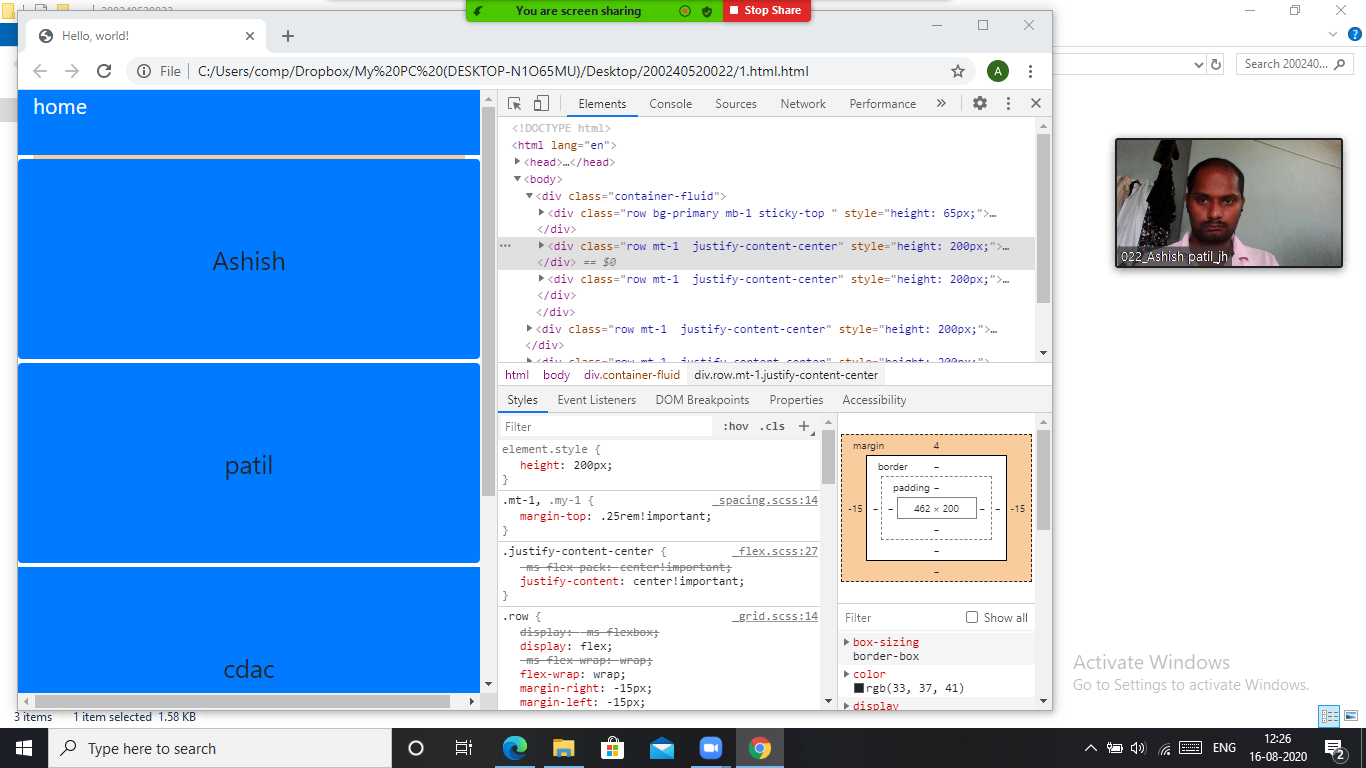 200240520022
You are screen sharing
Stop Share
Hello, world!
File
C:/Users/comp/Dropbox/My%20PC%20(DESKTOP-N1O65MU)/Desktop/200240520022/1.html.html
A
Search 200240...
home
Ashish
patil
cdac
Elements Console Sources Network Performance »
<!DOCTYPE html>
<html lang="en">
<head>…</head>
<body>
<div class="container-fluid">
<div class="row bg-primary mb-1 sticky-top " style="height: 65px;">…
</div>
<div class="row mt-1  justify-content-center" style="height: 200px;">…
</div> == $0
<div class="row mt-1  justify-content-center" style="height: 200px;">…
</div>
</div>
<div class="row mt-1  justify-content-center" style="height: 200px;">…
</div>
<div class="row mt-1  justify-content-center" style="height: 200px;">
html body div.container-fluid div.row.mt-1.justify-content-center
Styles Event Listeners DOM Breakpoints Properties Accessibility
Filter :hov .cls +
element.style {
height: 200px;
}
.mt-1, .my-1 { _spacing.scss:14
margin-top: .25rem!important;
}
.justify-content-center { _flex.scss:27
-ms-flex-pack: center!important;
justify-content: center!important;
}
.row { _grid.scss:14
display: -ms-flexbox;
display: flex;
-ms-flex-wrap: wrap;
flex-wrap: wrap;
margin-right: -15px;
margin-left: -15px;
margin 4
border –
padding –
-15 – – 462 × 200 – – -15
–
–
–
Filter Show all
box-sizing
border-box
color
rgb(33, 37, 41)
display
022_Ashish patil_jh
Activate Windows
Go to Settings to activate Windows.
3 items 1 item selected 1.58 KB
Type here to search
ENG
12:26
16-08-2020
2